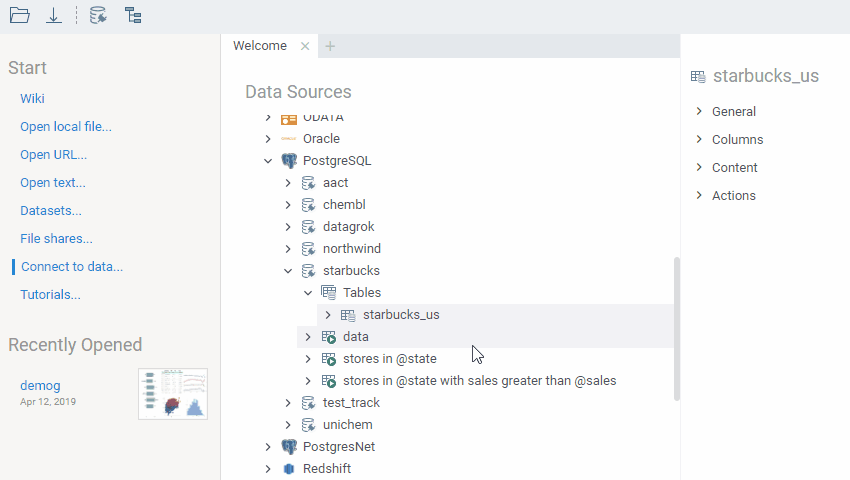 Start
Wiki
Open local file...
Open URL...
Open text...
Datasets...
File shares...
Connect to data...
Tutorials...
Recently Opened
demog
Apr 12, 2019
Welcome
Data Sources
ODATA
Oracle
PostgreSQL
aact
chembl
datagrok
northwind
starbucks
Tables
starbucks_us
data
stores in @state
stores in @state with sales greater than @sales
test_track
unichem
PostgresNet
Redshift
starbucks_us
General
Columns
Content
Actions